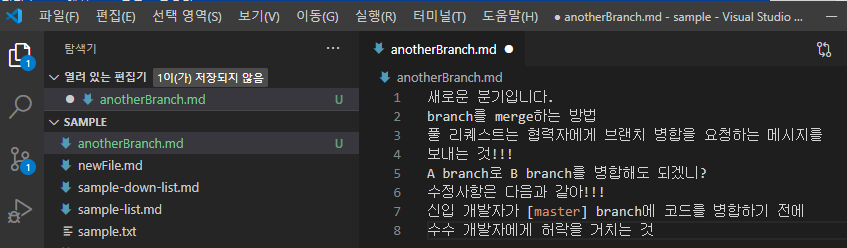 파일(F) 편집(E) 선택 영역(S) 보기(V) 이동(G) 실행(R) 터미널(T) 도움말(H) ● anotherBranch.md - sample - Visual Studio ...
탐색기 ...
열려 있는 편집기 1이(가) 저장되지 않음
● anotherBranch.md U
SAMPLE
anotherBranch.md U
newFile.md
sample-down-list.md
sample-list.md
sample.txt
1
1
anotherBranch.md ●
anotherBranch.md
1 새로운 분기입니다.
2 branch를 merge하는 방법
3 풀 리퀘스트는 협력자에게 브랜치 병합을 요청하는 메시지를
4 보내는 것!!!
5 A branch로 B branch를 병합해도 되겠니?
6 수정사항은 다음과 같아!!!
7 신입 개발자가 [master] branch에 코드를 병합하기 전에
8 수수 개발자에게 허락을 거치는 것